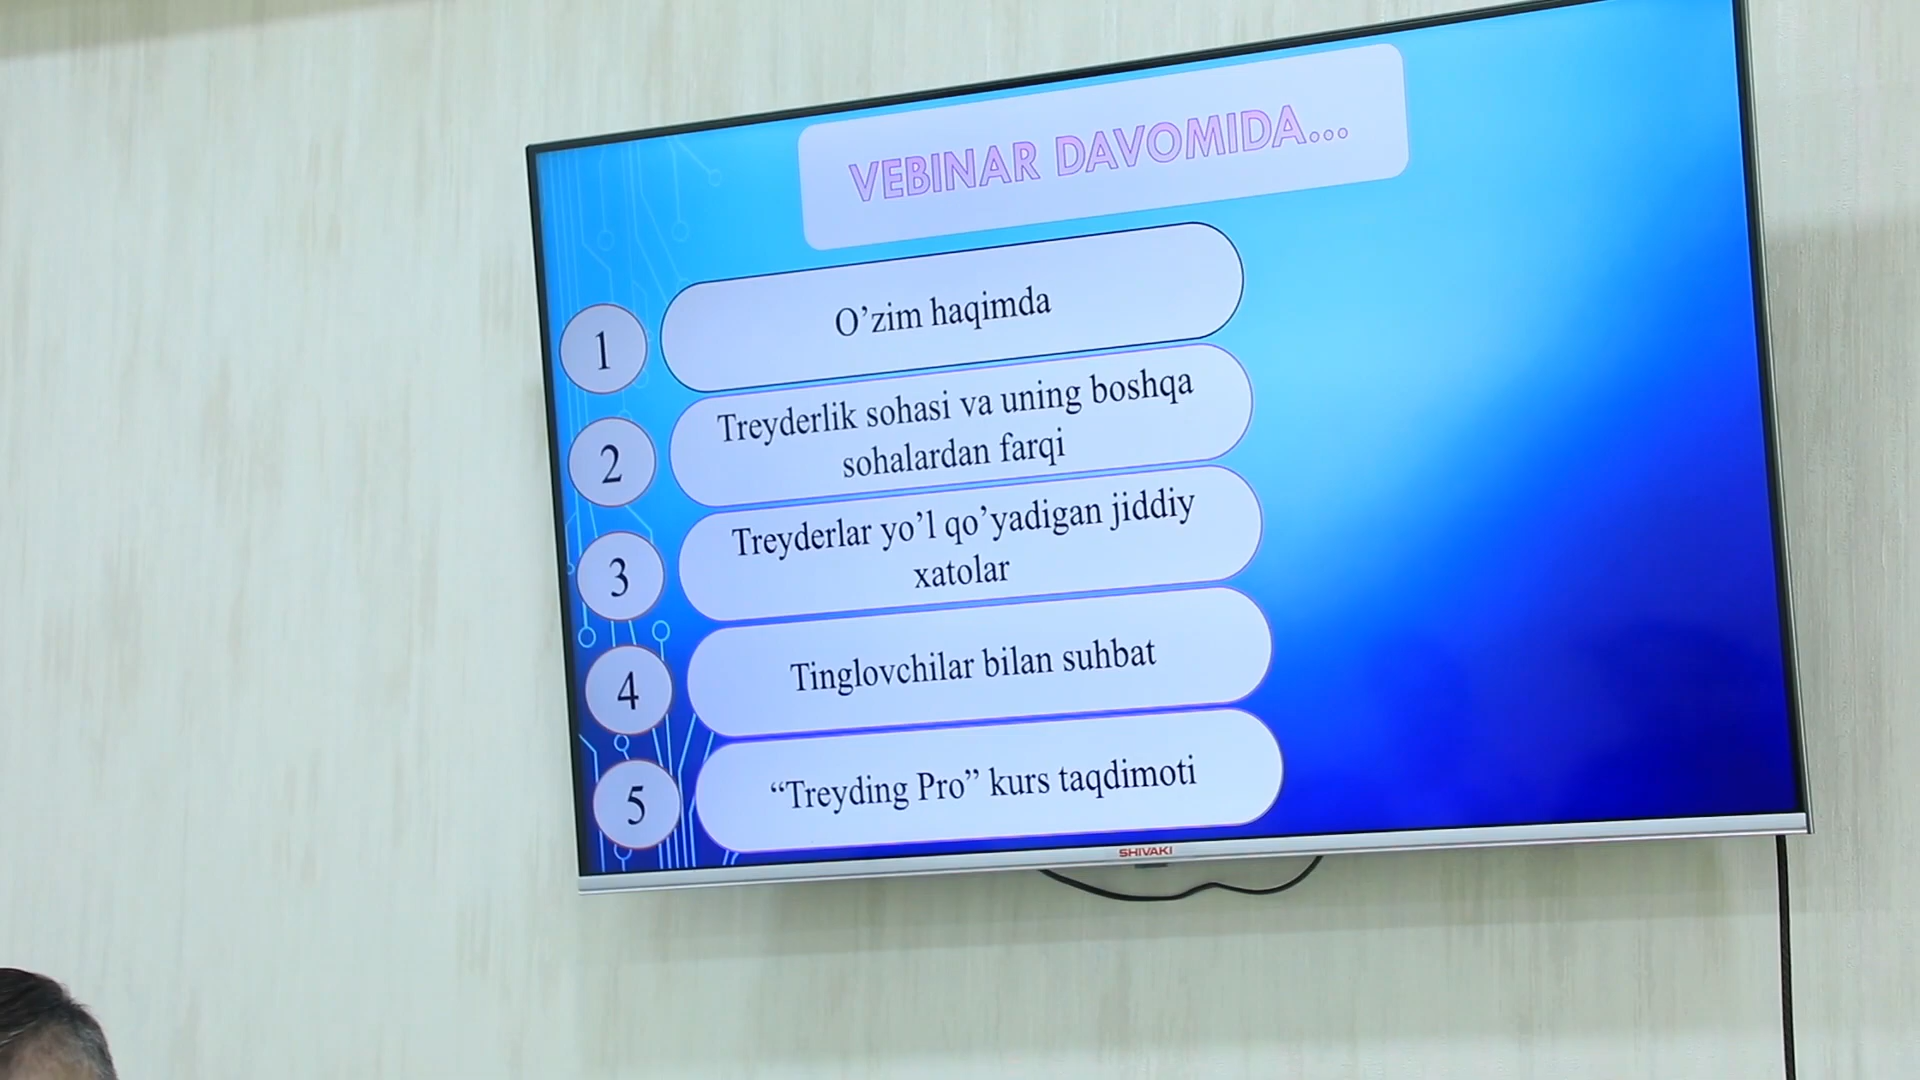 VEBINAR DAVOMIDA...
1
O’zim haqimda
2
Treyderlik sohasi va uning boshqa
sohalardan farqi
3
Treyderlar yo’l qo’yadigan jiddiy
xatolar
4
Tinglovchilar bilan suhbat
5
“Treyding Pro” kurs taqdimoti
SHIVAKI